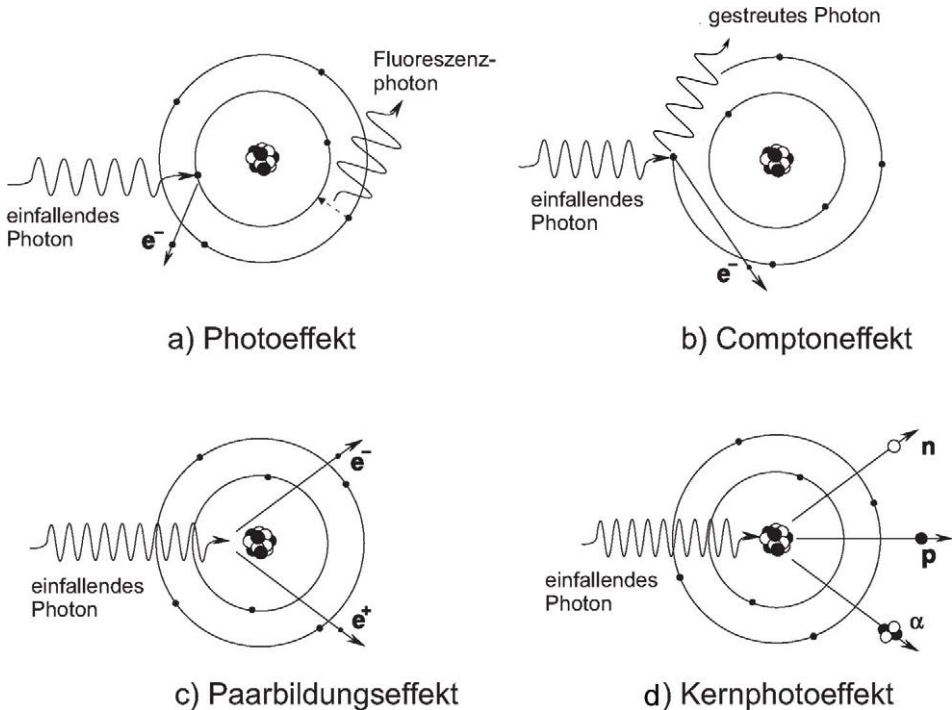 Fluoreszenz-
photon
einfallendes
Photon
e⁻
a) Photoeffekt
gestreutes Photon
einfallendes
Photon
e⁻
b) Comptoneffekt
einfallendes
Photon
e⁻
e⁺
c) Paarbildungseffekt
einfallendes
Photon
n
p
α
d) Kernphotoeffekt